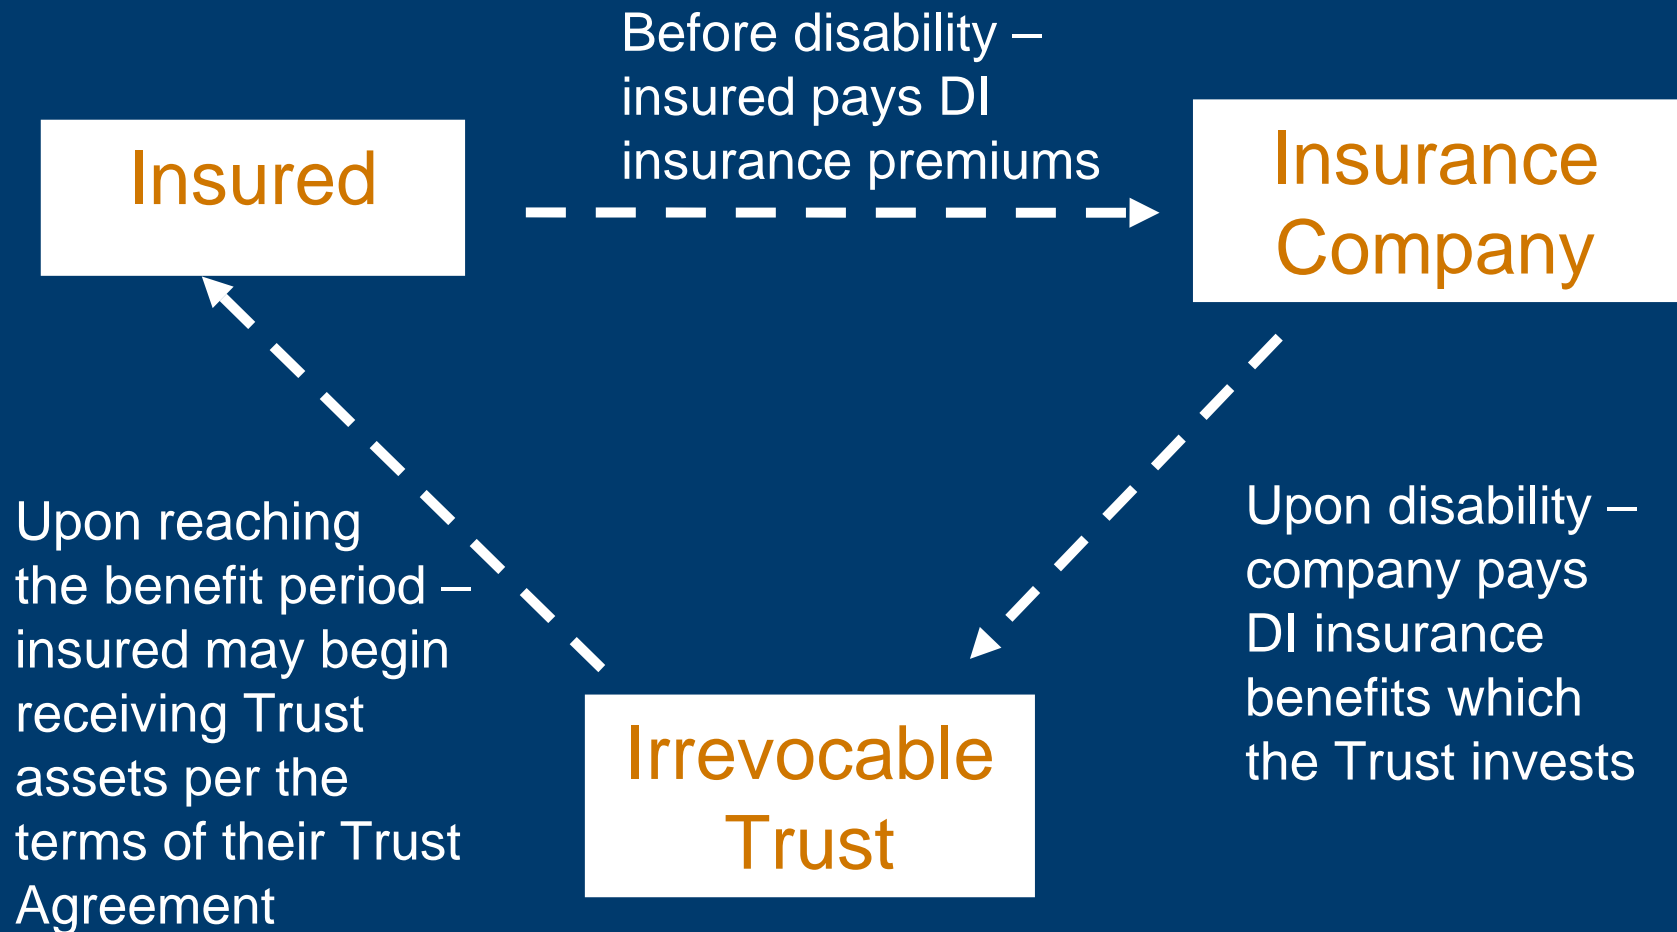 Before disability –
insured pays DI
insurance premiums
Insured
Insurance
Company
Upon reaching
the benefit period –
insured may begin
receiving Trust
assets per the
terms of their Trust
Agreement
Upon disability –
company pays
DI insurance
benefits which
the Trust invests
Irrevocable
Trust